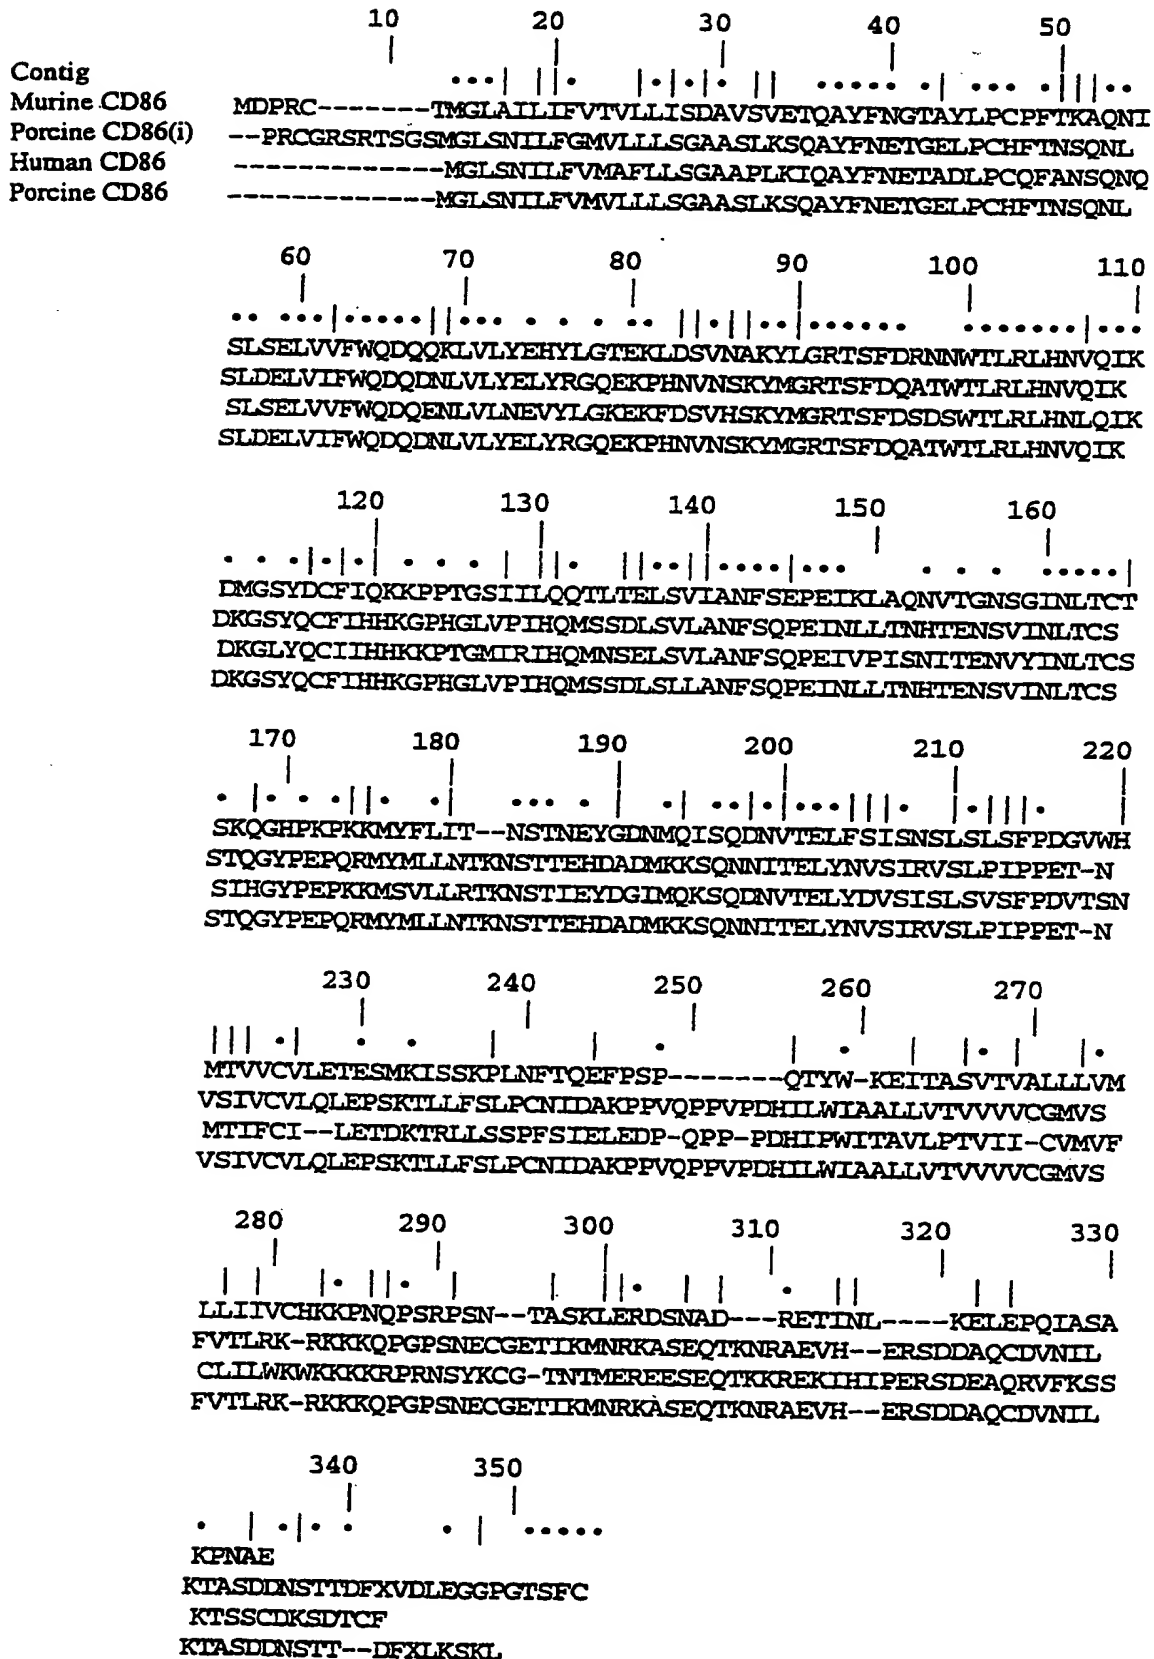 10 20 30 40 50
Contig
Murine CD86 MDPRC-------TMGLAILIFVTVLLISDAVSVETQAYFNGTAYLPCPFTKAQNI
Porcine CD86(i) --PRCGRSRTSGSMGLSNILFGMVLLLSGAASLKSQAYFNETGELPCHFTNSQNL
Human CD86 -------------MGLSNILFVMAFLLSGAAPLKIQAYFNETADLPCQFANSQNQ
Porcine CD86 -------------MGLSNILFVMVLLLSGAASLKSQAYFNETGELPCHFTNSQNL
60 70 80 90 100 110
SLSELVVFWQDQQKLVLYEHYLGTEKLDSVNAKYLGRTSFDRNNWTLRLHNVQIK
SLDELVIFWQDQDNLVLYELYRGQEKPHNVNSKYMGRTSFDQATWTLRLHNVQIK
SLSELVVFWQDQENLVLNEVYLGKEKFDSVHSKYMGRTSFDSDSWTLRLHNLQIK
SLDELVIFWQDQDNLVLYELYRGQEKPHNVNSKYMGRTSFDQATWTLRLHNVQIK
120 130 140 150 160
DMGSYDCFIQKKPPTGSIILQQTLTELSVIANFSEPEIKLAQNVTGNSGINLTCT
DKGSYQCFIHHKGPHGLVPIHQMSSDLSVLANFSQPEINLLTNHTENSVINLTCS
DKGLYQCIIHHKKPTGMIRIHQMNSELSVLANFSQPEIVPISNITENVYINLTCS
DKGSYQCFIHHKGPHGLVPIHQMSSDLSLLANFSQPEINLLTNHTENSVINLTCS
170 180 190 200 210 220
SKQGHPKPKKMYFLIT--NSTNEYGDNMQISQDNVTELFSISNSLSLSFPDGVWH
STQGYPEPQRMYMLLNTKNSTTEHDADMKKSQNNITELYNVSIRVSLPIPPET-N
SIHGYPEPKKMSVLLRTKNSTIEYDGIMQKSQDNVTELYDVSISLSVSFPDVTSN
STQGYPEPQRMYMLLNTKNSTTEHDADMKKSQNNITELYNVSIRVSLPIPPET-N
230 240 250 260 270
MTVVCVLETESMKISSKPLNFTQEFPSP-------QTYW-KEITASVTVALLLVM
VSIVCVLQLEPSKTLLFSLPCNIDAKPPVQPPVPDHILWIAALLVTVVVVCGMVS
MTIFCI--LETDKTRLLSSPFSIELEDP-QPP-PDHIPWITAVLPTVII-CVMVF
VSIVCVLQLEPSKTLLFSLPCNIDAKPPVQPPVPDHILWIAALLVTVVVVCGMVS
280 290 300 310 320 330
LLIIVCHKKPNQPSRPSN--TASKLERDSNAD---RETINL----KELEPQIASA
FVTLRK-RKKKQPGPSNECGETIKMNRKASEQTKNRAEVH--ERSDDAQCDVNIL
CLILWKWKKKKRPRNSYKCG-TNTMEREESEQTKKREKIHIPERSDEAQRVFKSS
FVTLRK-RKKKQPGPSNECGETIKMNRKASEQTKNRAEVH--ERSDDAQCDVNIL
340 350
KPNAE
KTASDDNSTTDFXVDLEGGPGTSFC
KTSSCDKSDTCF
KTASDDNSTT--DFXLKSKL